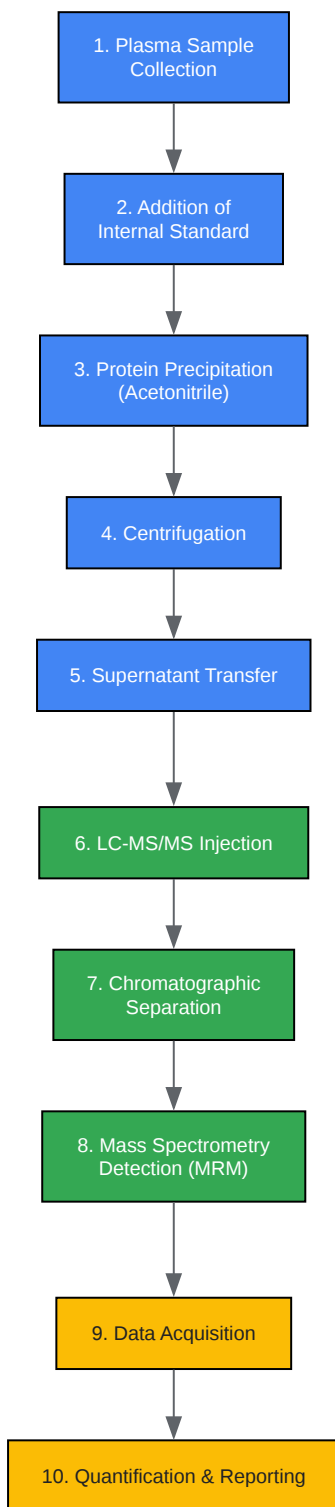 1. Plasma Sample
Collection
2. Addition of
Internal Standard
3. Protein Precipitation
(Acetonitrile)
4. Centrifugation
5. Supernatant Transfer
6. LC-MS/MS Injection
7. Chromatographic
Separation
8. Mass Spectrometry
Detection (MRM)
9. Data Acquisition
10. Quantification & Reporting